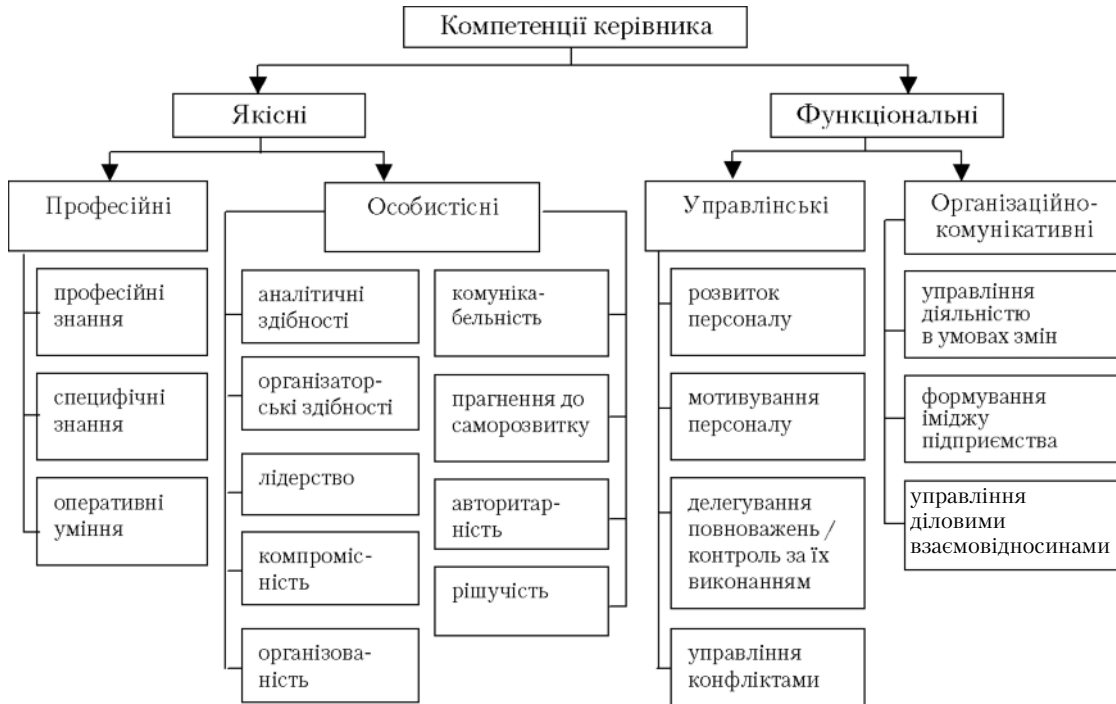 Компетенції керівника
Якісні
Функціональні
Професійні
Особистісні
Управлінські
Організаційно-
комунікативні
професійні
знання
специфічні
знання
оперативні
уміння
аналітичні
здібності
організатор-
ські здібності
лідерство
компроміс-
ність
організова-
ність
комуніка-
бельність
прагнення до
саморозвитку
авторитар-
ність
рішучість
розвиток
персоналу
мотивування
персоналу
делегування
повноважень /
контроль за їх
виконанням
управління
конфліктами
управління
діяльністю
в умовах змін
формування
іміджу
підприємства
управління
діловими
взаємовідносинами